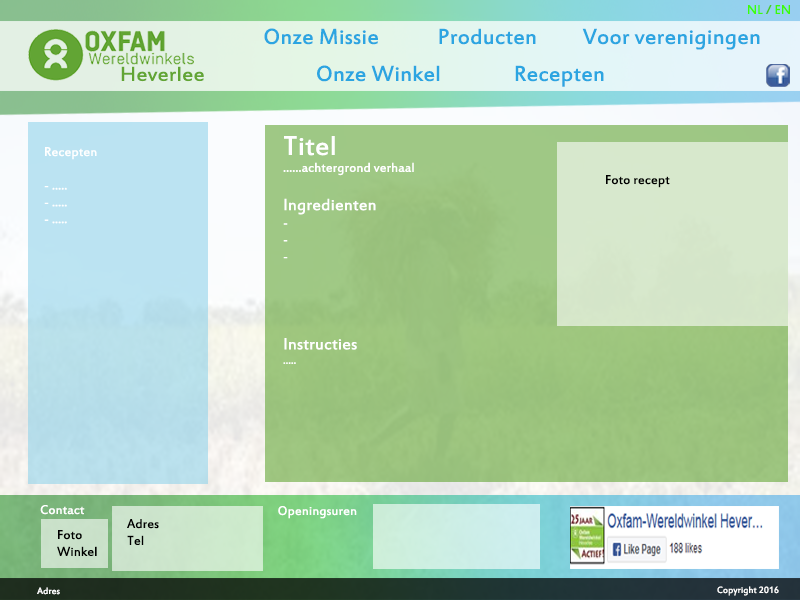 NL / EN
OXFAM
Wereldwinkels
Heverlee
Onze Missie
Producten
Voor verenigingen
Onze Winkel
Recepten
f
Recepten
- .....
- .....
- .....
Titel
......achtergrond verhaal
Ingredienten
-
-
-
Foto recept
Instructies
.....
Contact
Foto
Winkel
Adres
Tel
Openingsuren
25JAAR
ACTIEF!
Oxfam-Wereldwinkel Hever...
f Like Page
188 likes
Adres
Copyright 2016